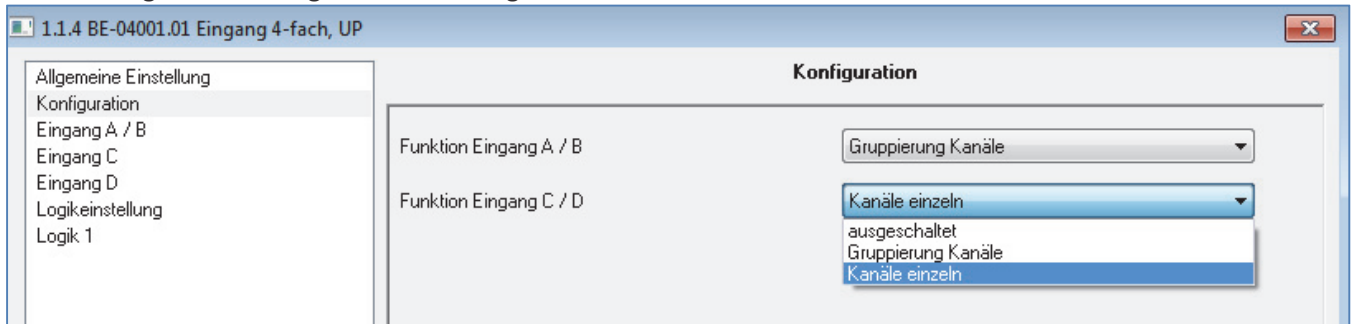 1.1.4 BE-04001.01 Eingang 4-fach, UP
Allgemeine Einstellung
Konfiguration
Eingang A / B
Eingang C
Eingang D
Logikeinstellung
Logik 1
Konfiguration
Funktion Eingang A / B
Gruppierung Kanäle
Funktion Eingang C / D
Kanäle einzeln
ausgeschaltet
Gruppierung Kanäle
Kanäle einzeln